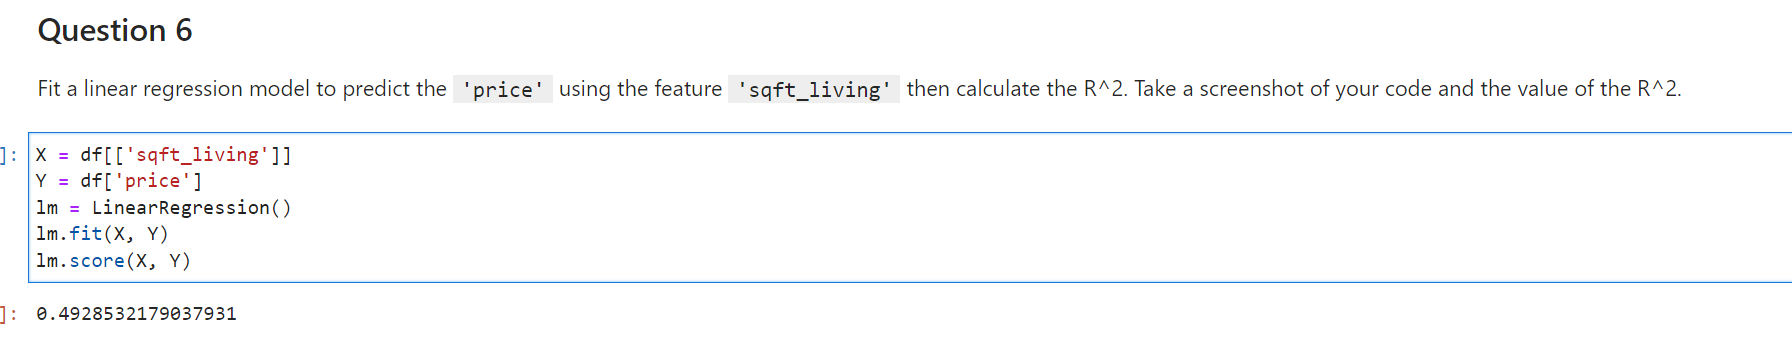 Question 6
Fit a linear regression model to predict the 'price' using the feature 'sqft_living' then calculate the R^2. Take a screenshot of your code and the value of the R^2.
]: X = df[['sqft_living']]
Y = df['price']
lm = LinearRegression()
lm.fit(X, Y)
lm.score(X, Y)
]: 0.4928532179037931